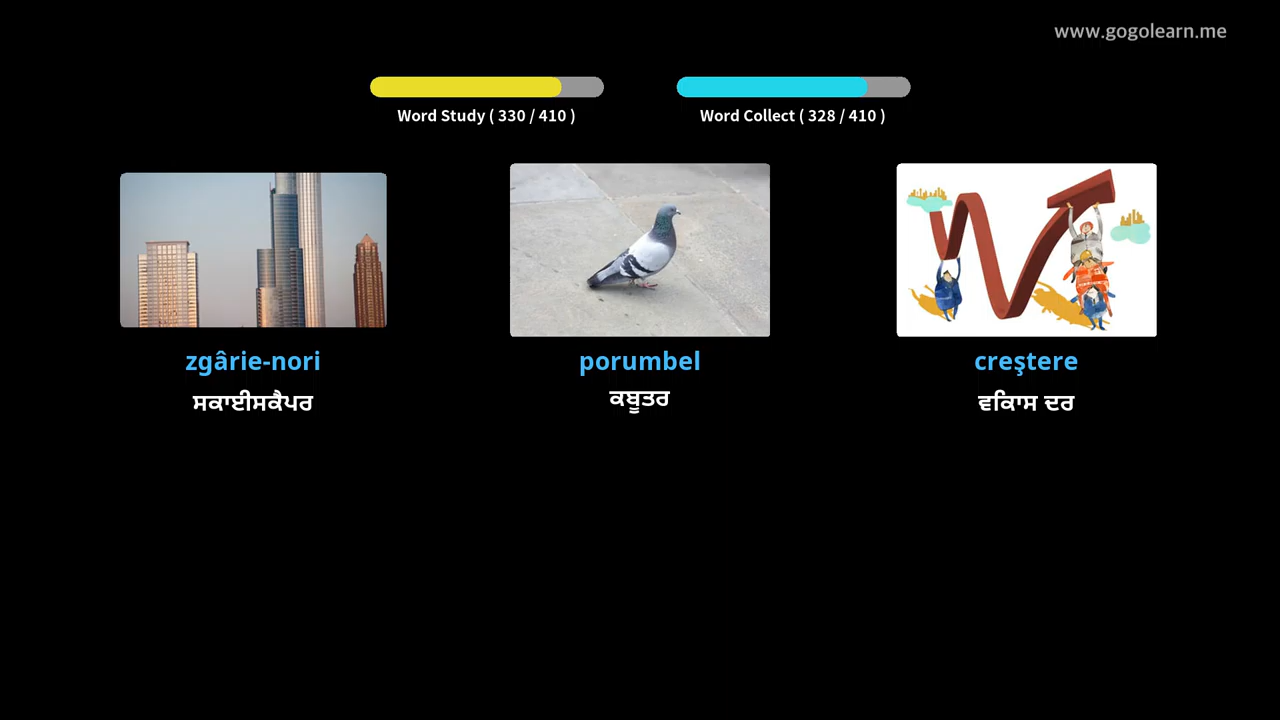 www.gogolearn.me
Word Study ( 330 / 410 )
Word Collect ( 328 / 410 )
zgârie-nori
porumbel
creştere
ਸਕਾਈਸਕੈਪਰ
ਕਬੂਤਰ
ਵਿਕਾਸ ਦਰ